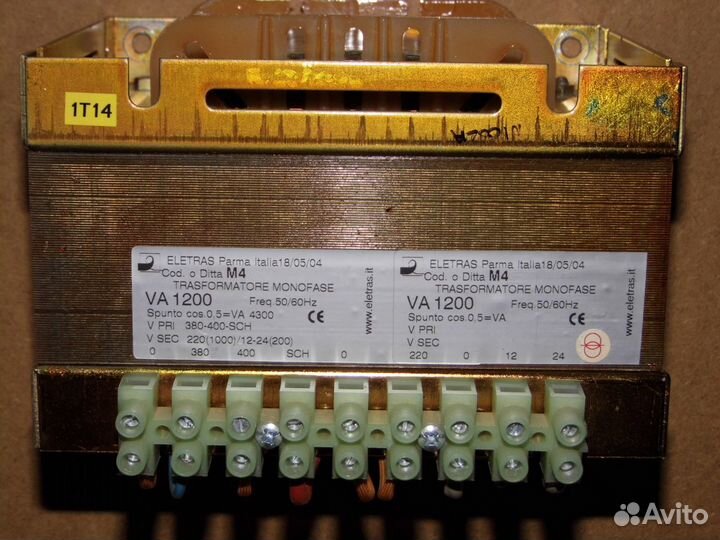 1T14
ELETRAS Parma Italia18/05/04
Cod. o Ditta M4
TRASFORMATORE MONOFASE
VA 1200 Freq.50/60Hz
Spunto cos.0,5=VA 4300 CE
V PRI 380-400-SCH
V SEC 220(1000)/12-24(200)
0 380 400 SCH 0
www.eletras.it
ELETRAS Parma Italia18/05/04
Cod. o Ditta M4
TRASFORMATORE MONOFASE
VA 1200 Freq.50/60Hz
Spunto cos.0,5=VA CE
V PRI
V SEC
220 0 12 24
www.eletras.it
Avito